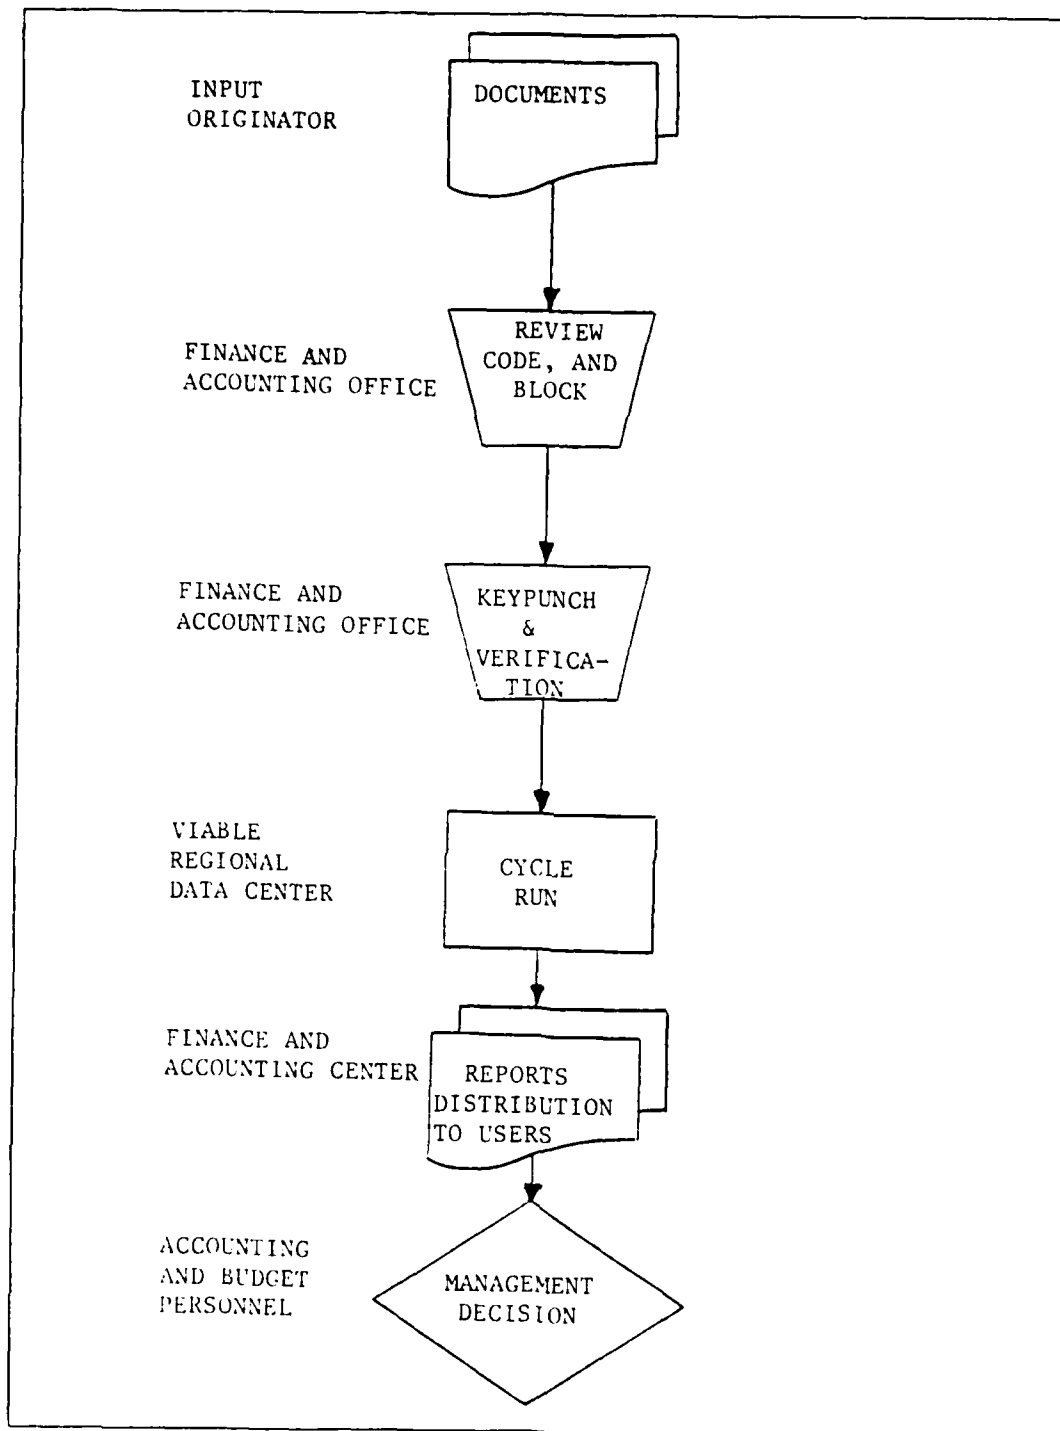 INPUT
ORIGINATOR
DOCUMENTS
FINANCE AND
ACCOUNTING OFFICE
REVIEW
CODE, AND
BLOCK
FINANCE AND
ACCOUNTING OFFICE
KEYPUNCH
&
VERIFICA-
TION
VIABLE
REGIONAL
DATA CENTER
CYCLE
RUN
FINANCE AND
ACCOUNTING CENTER
REPORTS
DISTRIBUTION
TO USERS
ACCOUNTING
AND BUDGET
PERSONNEL
MANAGEMENT
DECISION